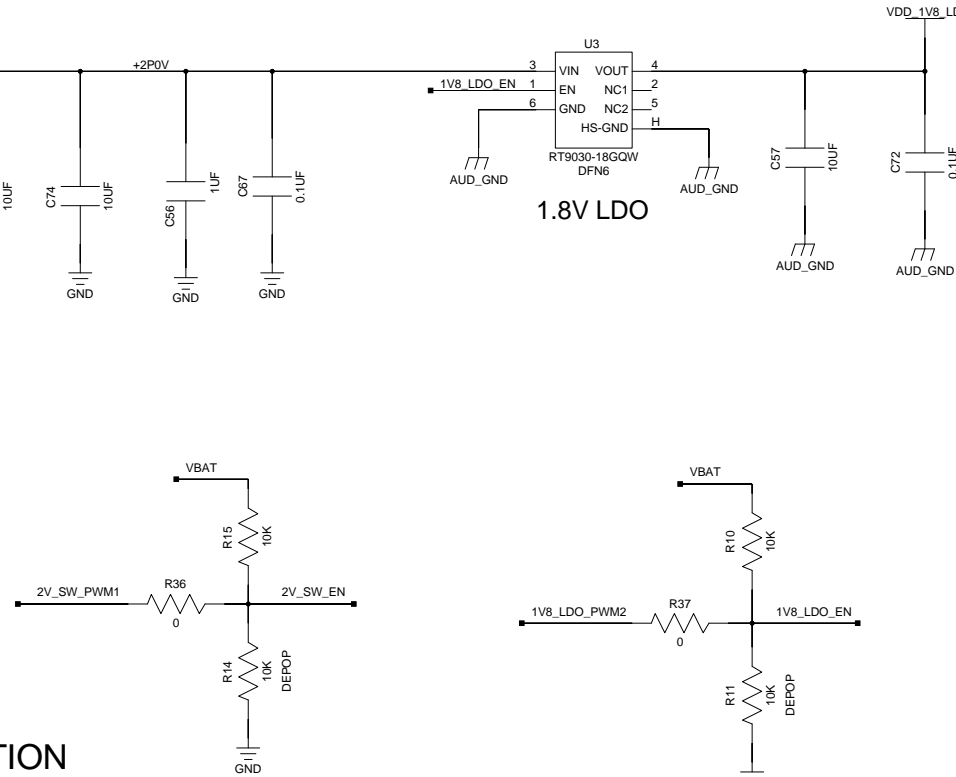 VDD_1V8_LD
+2P0V
U3
3 VIN VOUT 4
1V8_LDO_EN 1 EN NC1 2
6 GND NC2 5
HS-GND H
RT9030-18GQW
DFN6
1.8V LDO
AUD_GND
AUD_GND
10UF
C74
10UF
C56
1UF
C67
0.1UF
C57
10UF
C72
0.1UF
GND
GND
GND
AUD_GND
AUD_GND
VBAT
R15
10K
2V_SW_PWM1
R36
0
2V_SW_EN
R14
10K
DEPOP
GND
VBAT
R10
10K
1V8_LDO_PWM2
R37
0
1V8_LDO_EN
R11
10K
DEPOP
TION